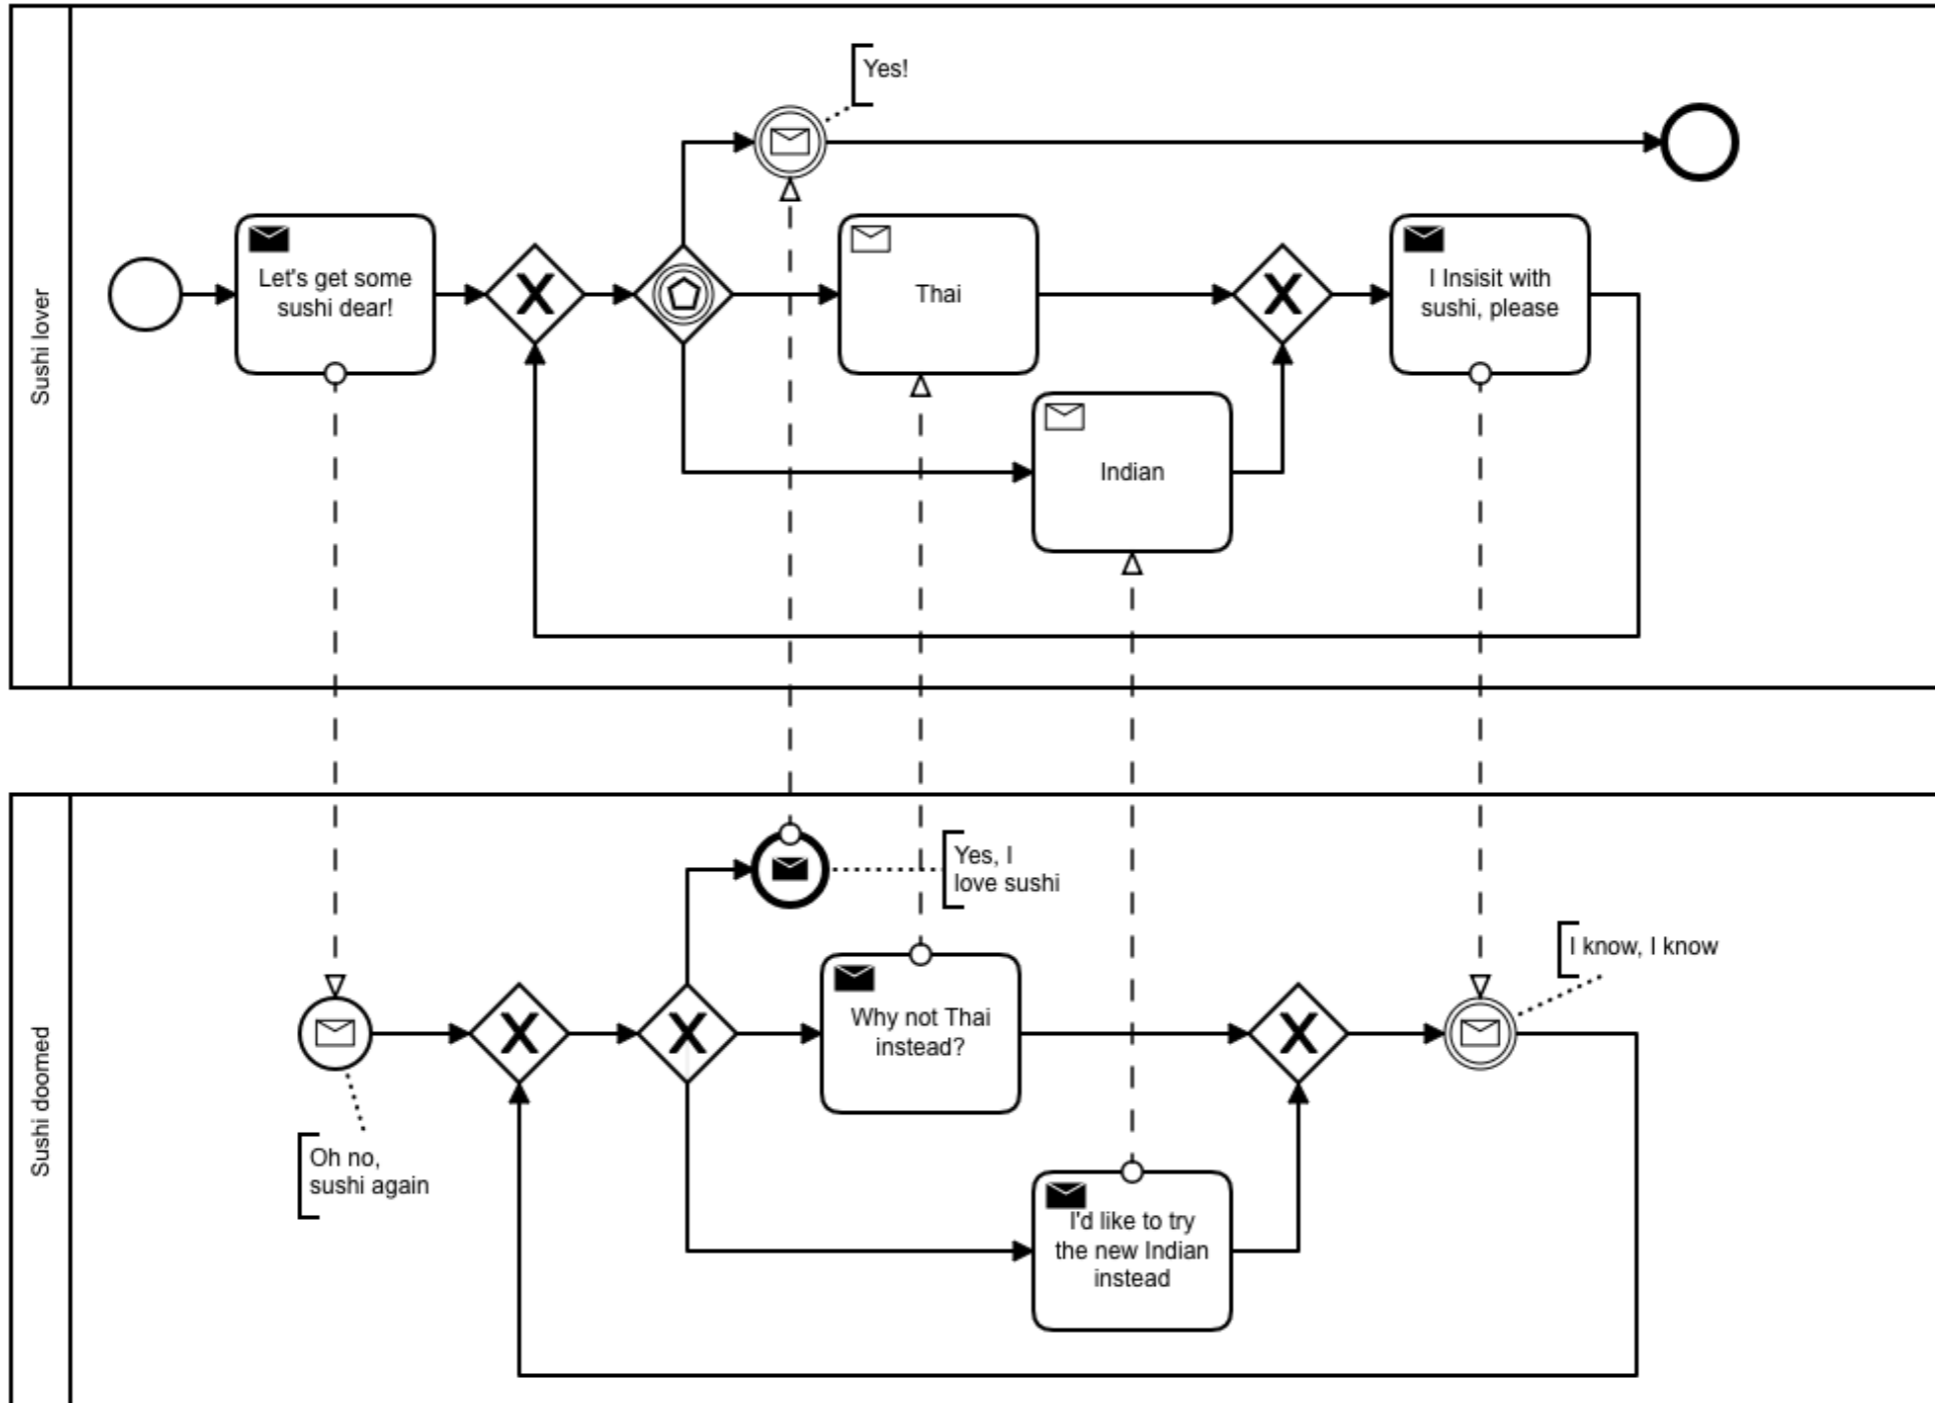 Sushi lover
Yes!
Let's get some
sushi dear!
Thai
I Insisit with
sushi, please
Indian
Sushi doomed
Yes, I
love sushi
I know, I know
Why not Thai
instead?
Oh no,
sushi again
I'd like to try
the new Indian
instead